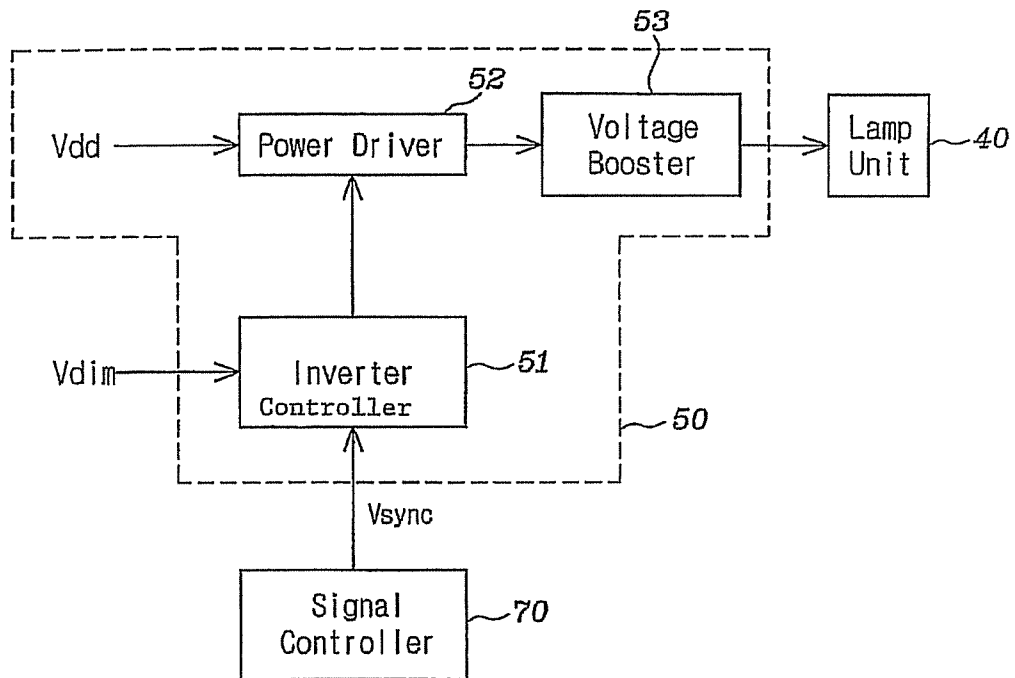 53
52
Vdd
Power Driver
Voltage
Booster
Lamp
Unit
40
Vdim
Inverter
Controller
51
50
Vsync
Signal
Controller
70